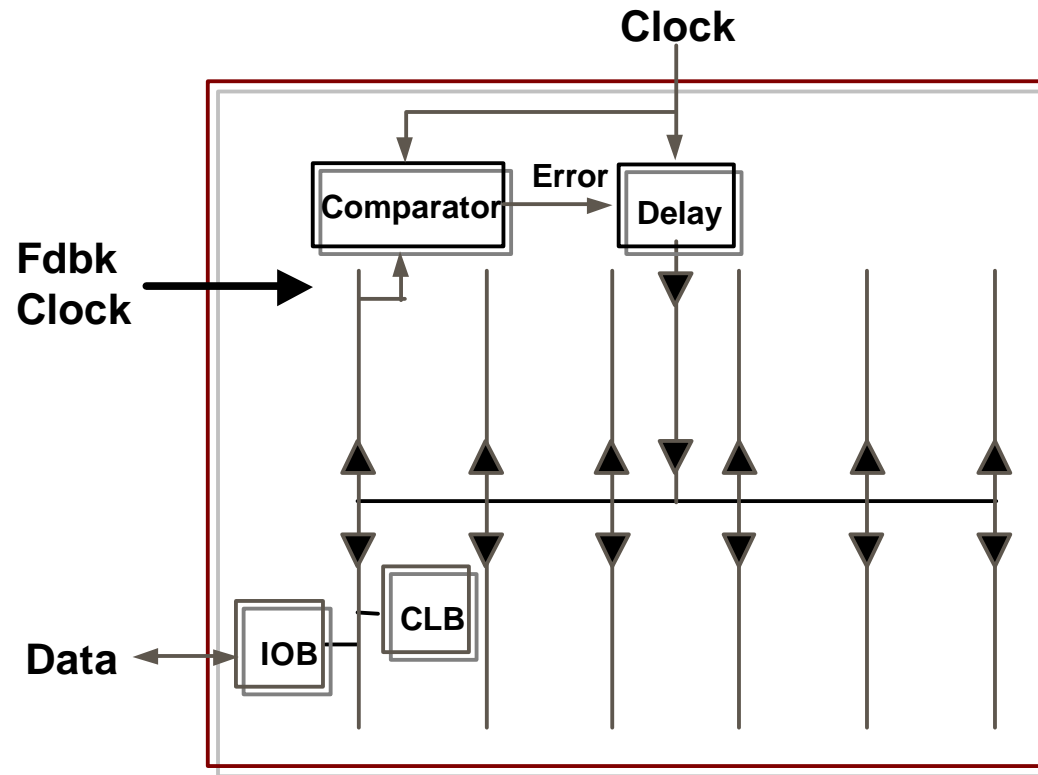 Clock
Error
Comparator
Delay
Fdbk
Clock
CLB
IOB
Data